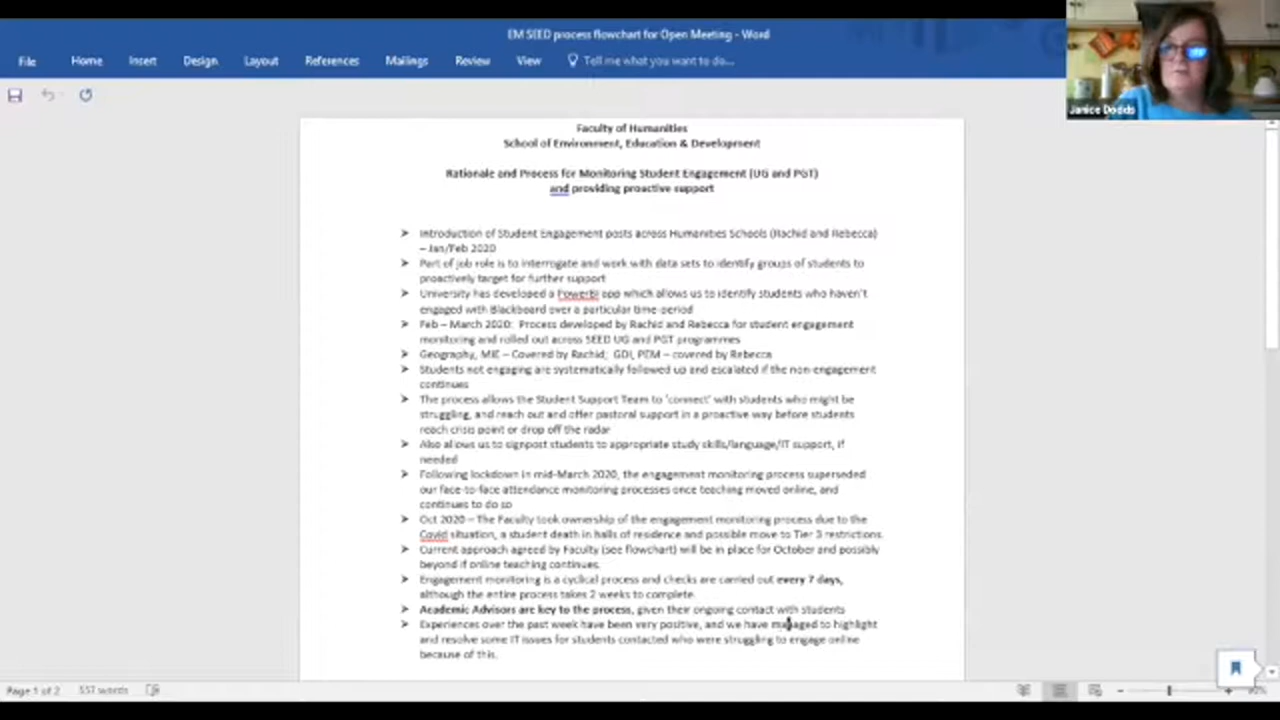 EM SEED process flowchart for Open Meeting - Word
File Home Insert Design Layout References Mailings Review View Tell me what you want to do...
Janice Dodds
Faculty of Humanities
School of Environment, Education & Development
Rationale and Process for Monitoring Student Engagement (UG and PGT)
and providing proactive support
Introduction of Student Engagement posts across Humanities Schools (Rachid and Rebecca)
– Jan/Feb 2020
Part of job role is to interrogate and work with data sets to identify groups of students to
proactively target for further support
University has developed a PowerBI app which allows us to identify students who haven't
engaged with Blackboard over a particular time-period
Feb – March 2020: Process developed by Rachid and Rebecca for student engagement
monitoring and rolled out across SEED UG and PGT programmes
Geography, MIE – Covered by Rachid; GDI, PEM – covered by Rebecca
Students not engaging are systematically followed up and escalated if the non-engagement
continues
The process allows the Student Support Team to 'connect' with students who might be
struggling, and reach out and offer pastoral support in a proactive way before students
reach crisis point or drop off the radar
Also allows us to signpost students to appropriate study skills/language/IT support, if
needed
Following lockdown in mid-March 2020, the engagement monitoring process superseded
our face-to-face attendance monitoring processes once teaching moved online, and
continues to do so
Oct 2020 – The Faculty took ownership of the engagement monitoring process due to the
Covid situation, a student death in halls of residence and possible move to Tier 3 restrictions.
Current approach agreed by Faculty (see flowchart) will be in place for October and possibly
beyond if online teaching continues.
Engagement monitoring is a cyclical process and checks are carried out every 7 days,
although the entire process takes 2 weeks to complete.
Academic Advisors are key to the process, given their ongoing contact with students
Experiences over the past week have been very positive, and we have managed to highlight
and resolve some IT issues for students contacted who were struggling to engage online
because of this.
Page 1 of 2 557 words